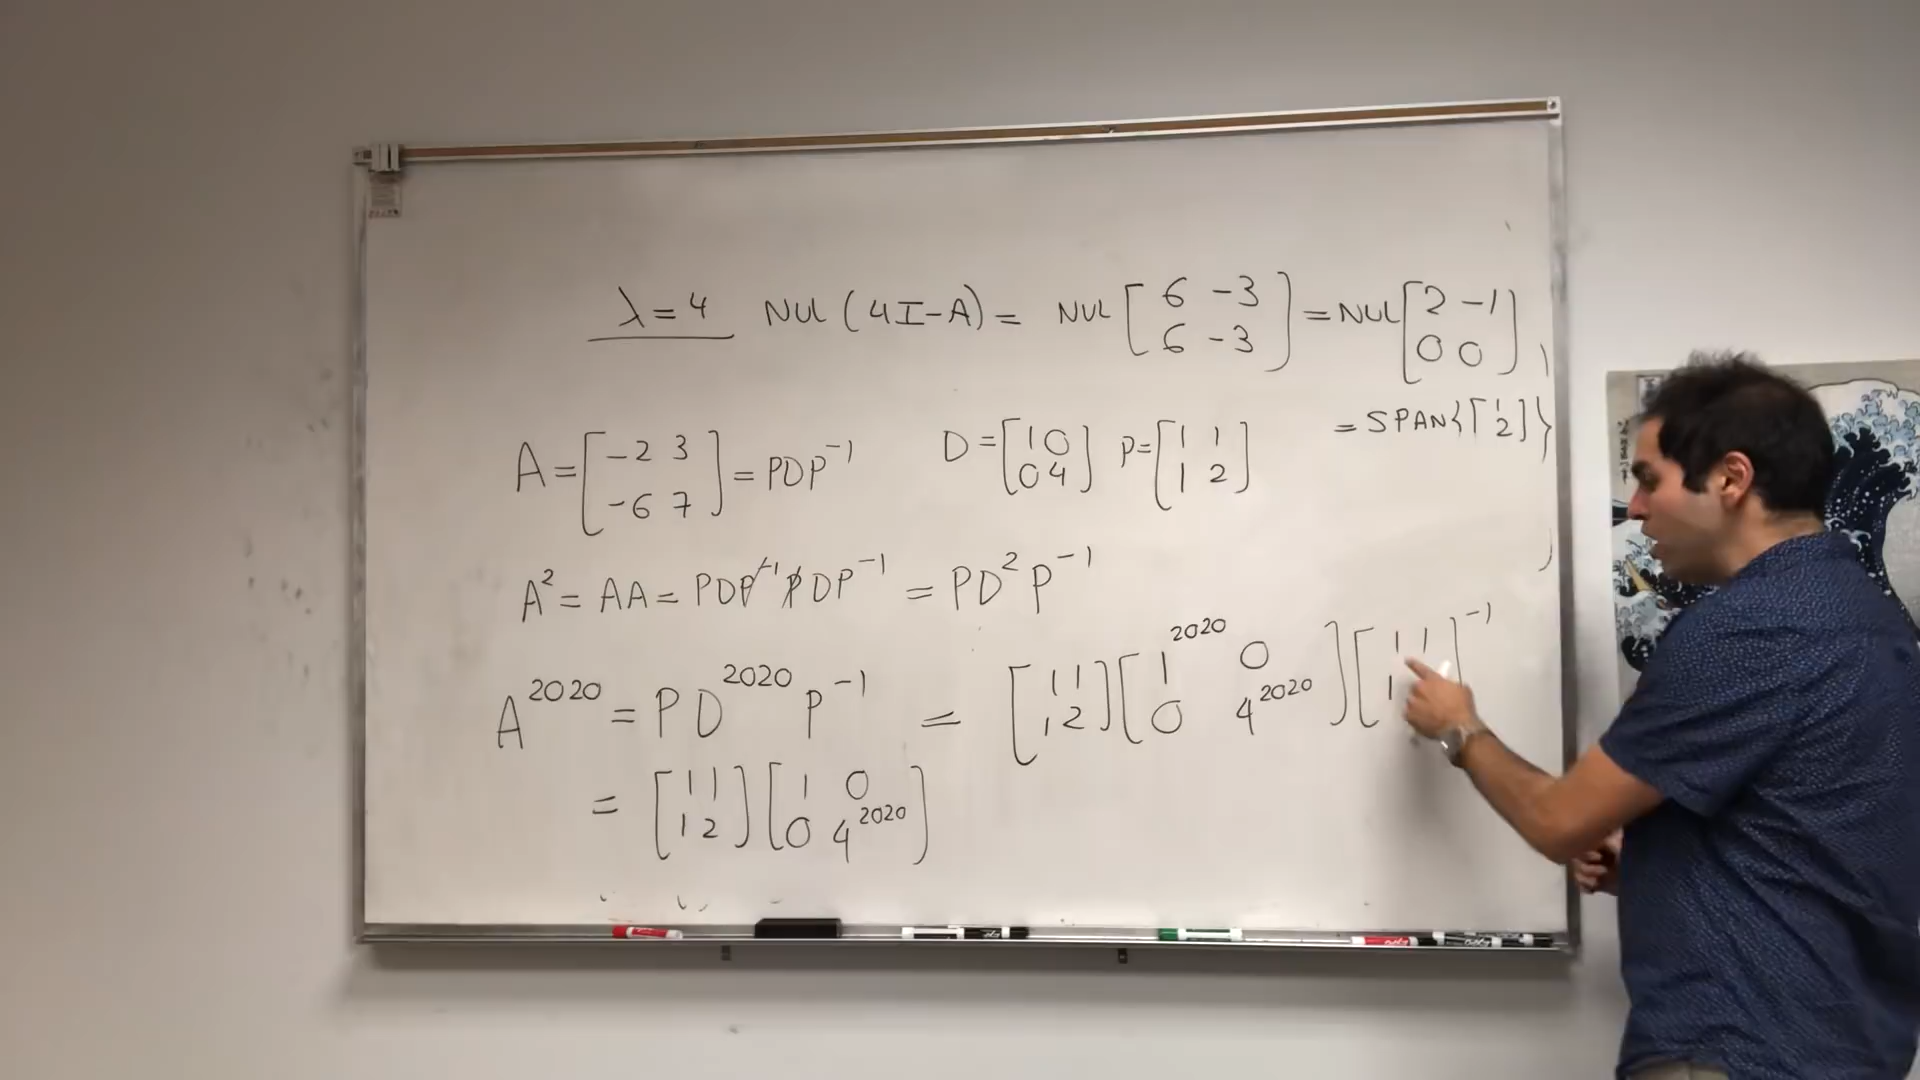 λ=4 NUL (4I-A) = NUL [6 -3; 6 -3] = NUL [2 -1; 0 0]
= SPAN{[1; 2]}
A = [-2 3; -6 7] = PDP⁻¹ D = [1 0; 0 4] P = [1 1; 1 2]
A² = AA = PDP⁻¹PDP⁻¹ = PD²P⁻¹
A²⁰²⁰ = PD²⁰²⁰P⁻¹ = [1 1; 1 2][1²⁰²⁰ 0; 0 4²⁰²⁰][1 1; 1]⁻¹
= [1 1; 1 2][1 0; 0 4²⁰²⁰]